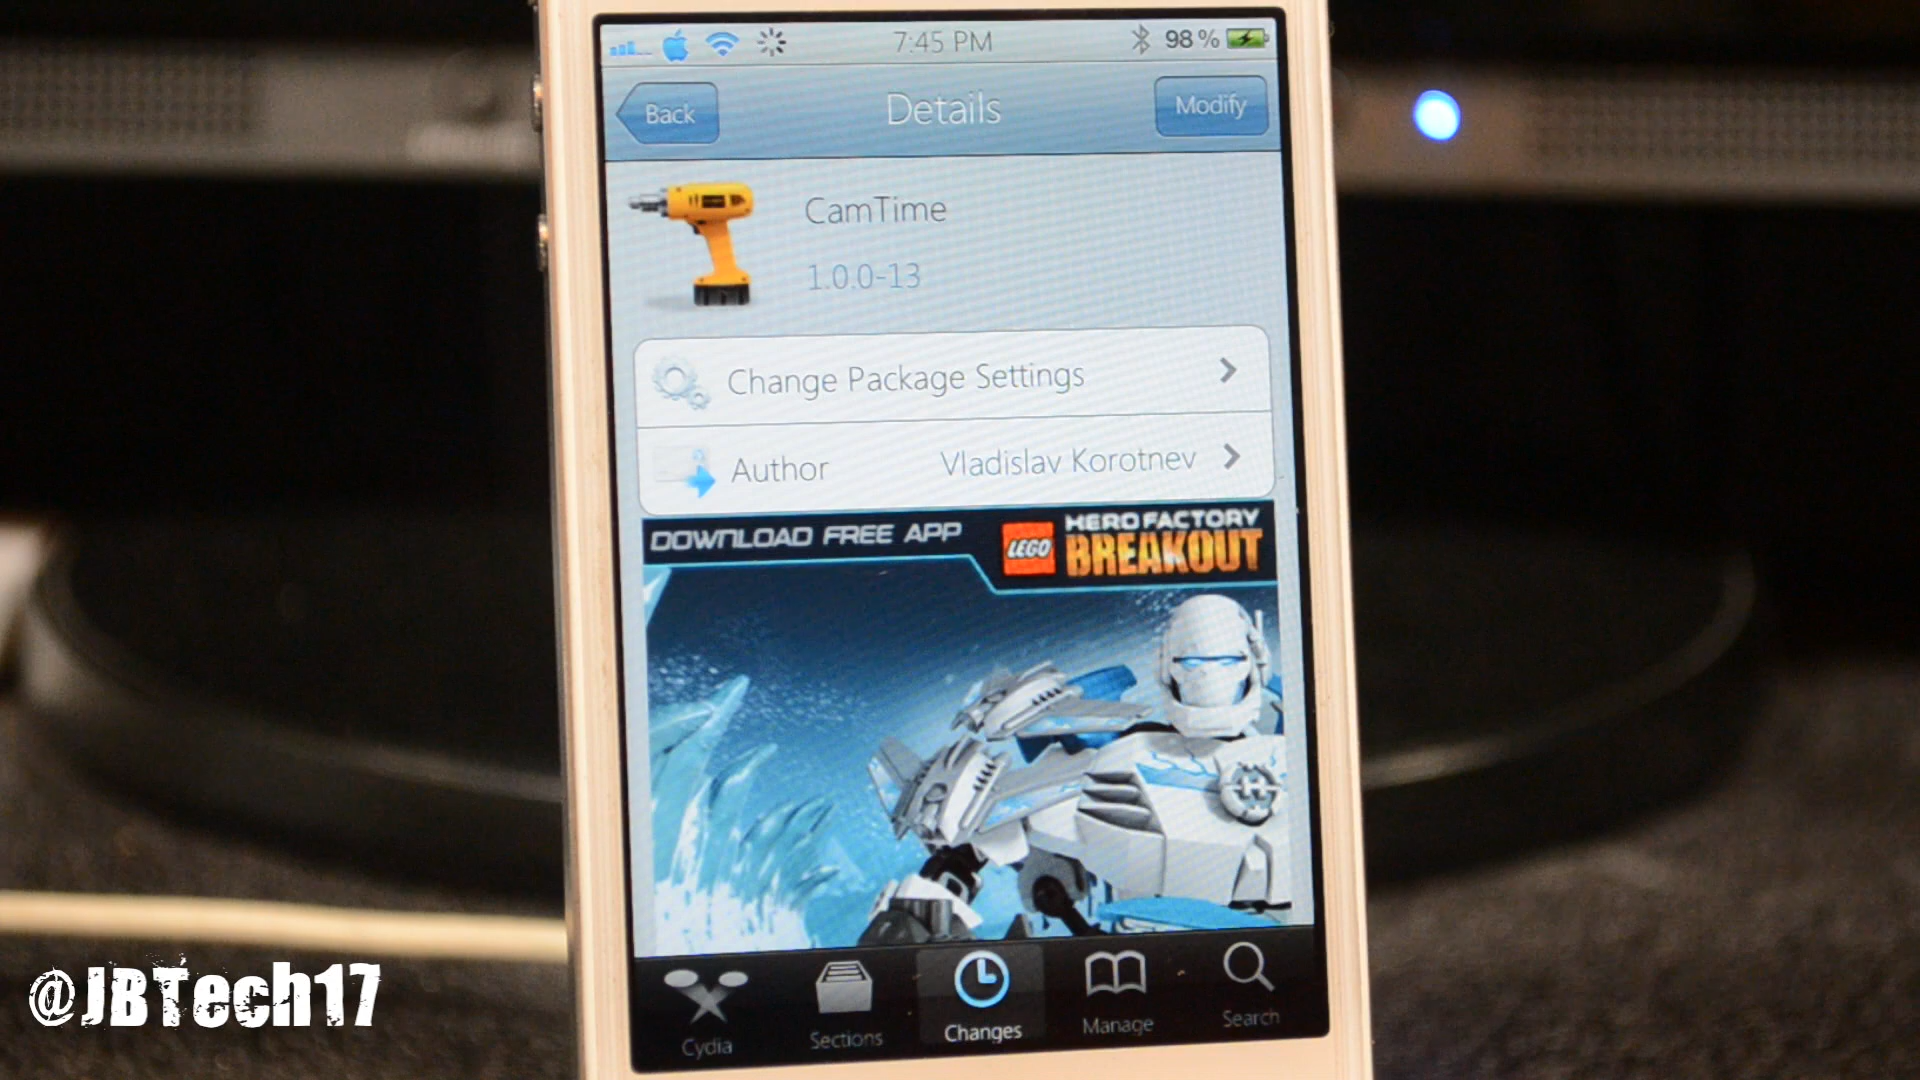 7:45 PM 98%
Back Details Modify
CamTime
1.0.0-13
Change Package Settings
Author Vladislav Korotnev
DOWNLOAD FREE APP LEGO HERO FACTORY
BREAKOUT
Cydia Sections Changes Manage Search
@JBTech17